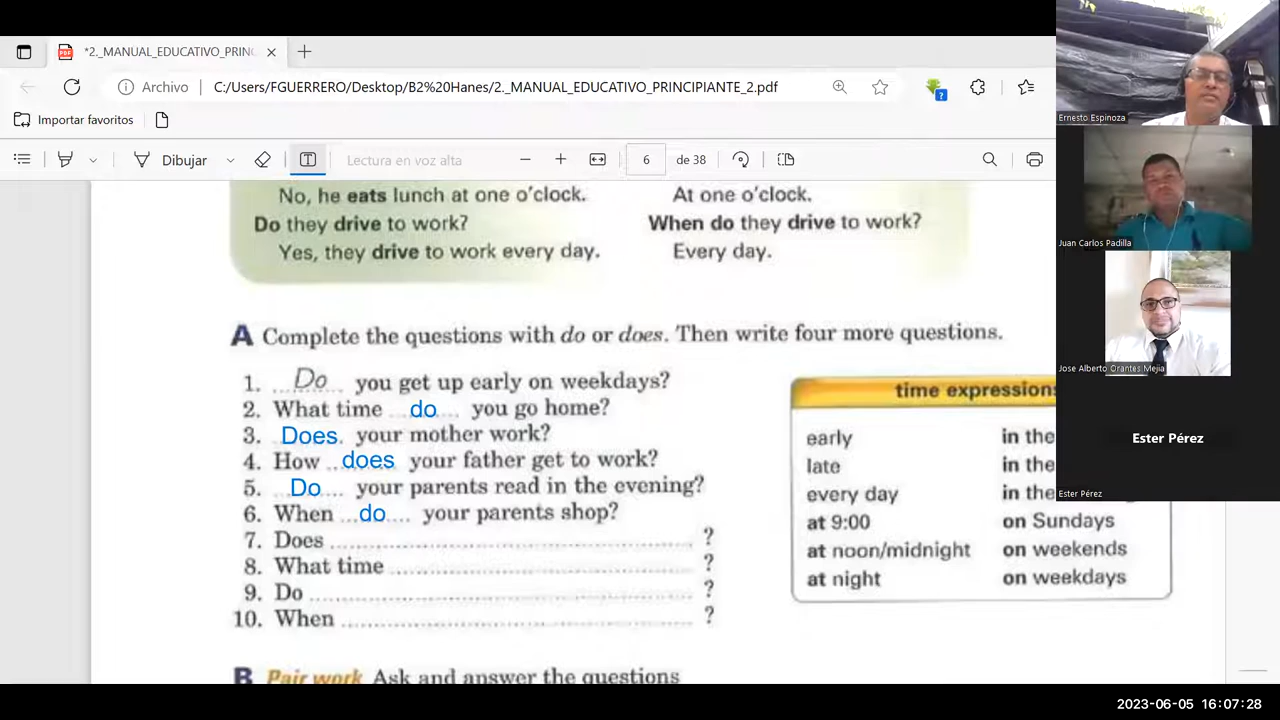 *2._MANUAL_EDUCATIVO_PRIN
Archivo
C:/Users/FGUERRERO/Desktop/B2%20Hanes/2._MANUAL_EDUCATIVO_PRINCIPIANTE_2.pdf
Importar favoritos
Dibujar
Lectura en voz alta
6
de 38
No, he eats lunch at one o'clock.
At one o'clock.
Do they drive to work?
When do they drive to work?
Yes, they drive to work every day.
Every day.
A Complete the questions with do or does. Then write four more questions.
1. Do you get up early on weekdays?
2. What time do you go home?
3. Does your mother work?
4. How does your father get to work?
5. Do your parents read in the evening?
6. When do your parents shop?
7. Does ?
8. What time ?
9. Do ?
10. When ?
time expressions
early in the
late in the
every day in the
at 9:00 on Sundays
at noon/midnight on weekends
at night on weekdays
B Pair work Ask and answer the questions
Ernesto Espinoza
Juan Carlos Padilla
Jose Alberto Orantes Mejia
Ester Pérez
Ester Pérez
2023-06-05 16:07:28